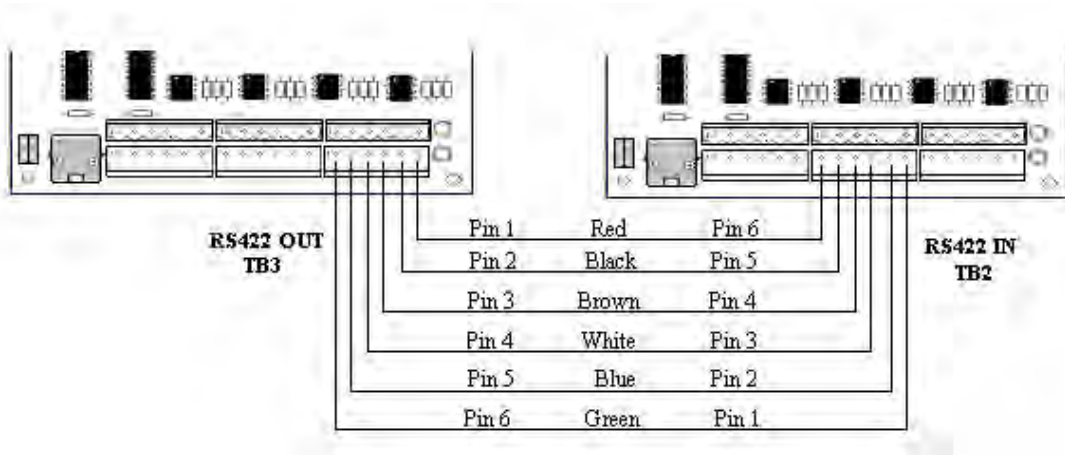 RS422 OUT
TB3
Pin 1 Red Pin 6
Pin 2 Black Pin 5
Pin 3 Brown Pin 4
Pin 4 White Pin 3
Pin 5 Blue Pin 2
Pin 6 Green Pin 1
RS422 IN
TB2